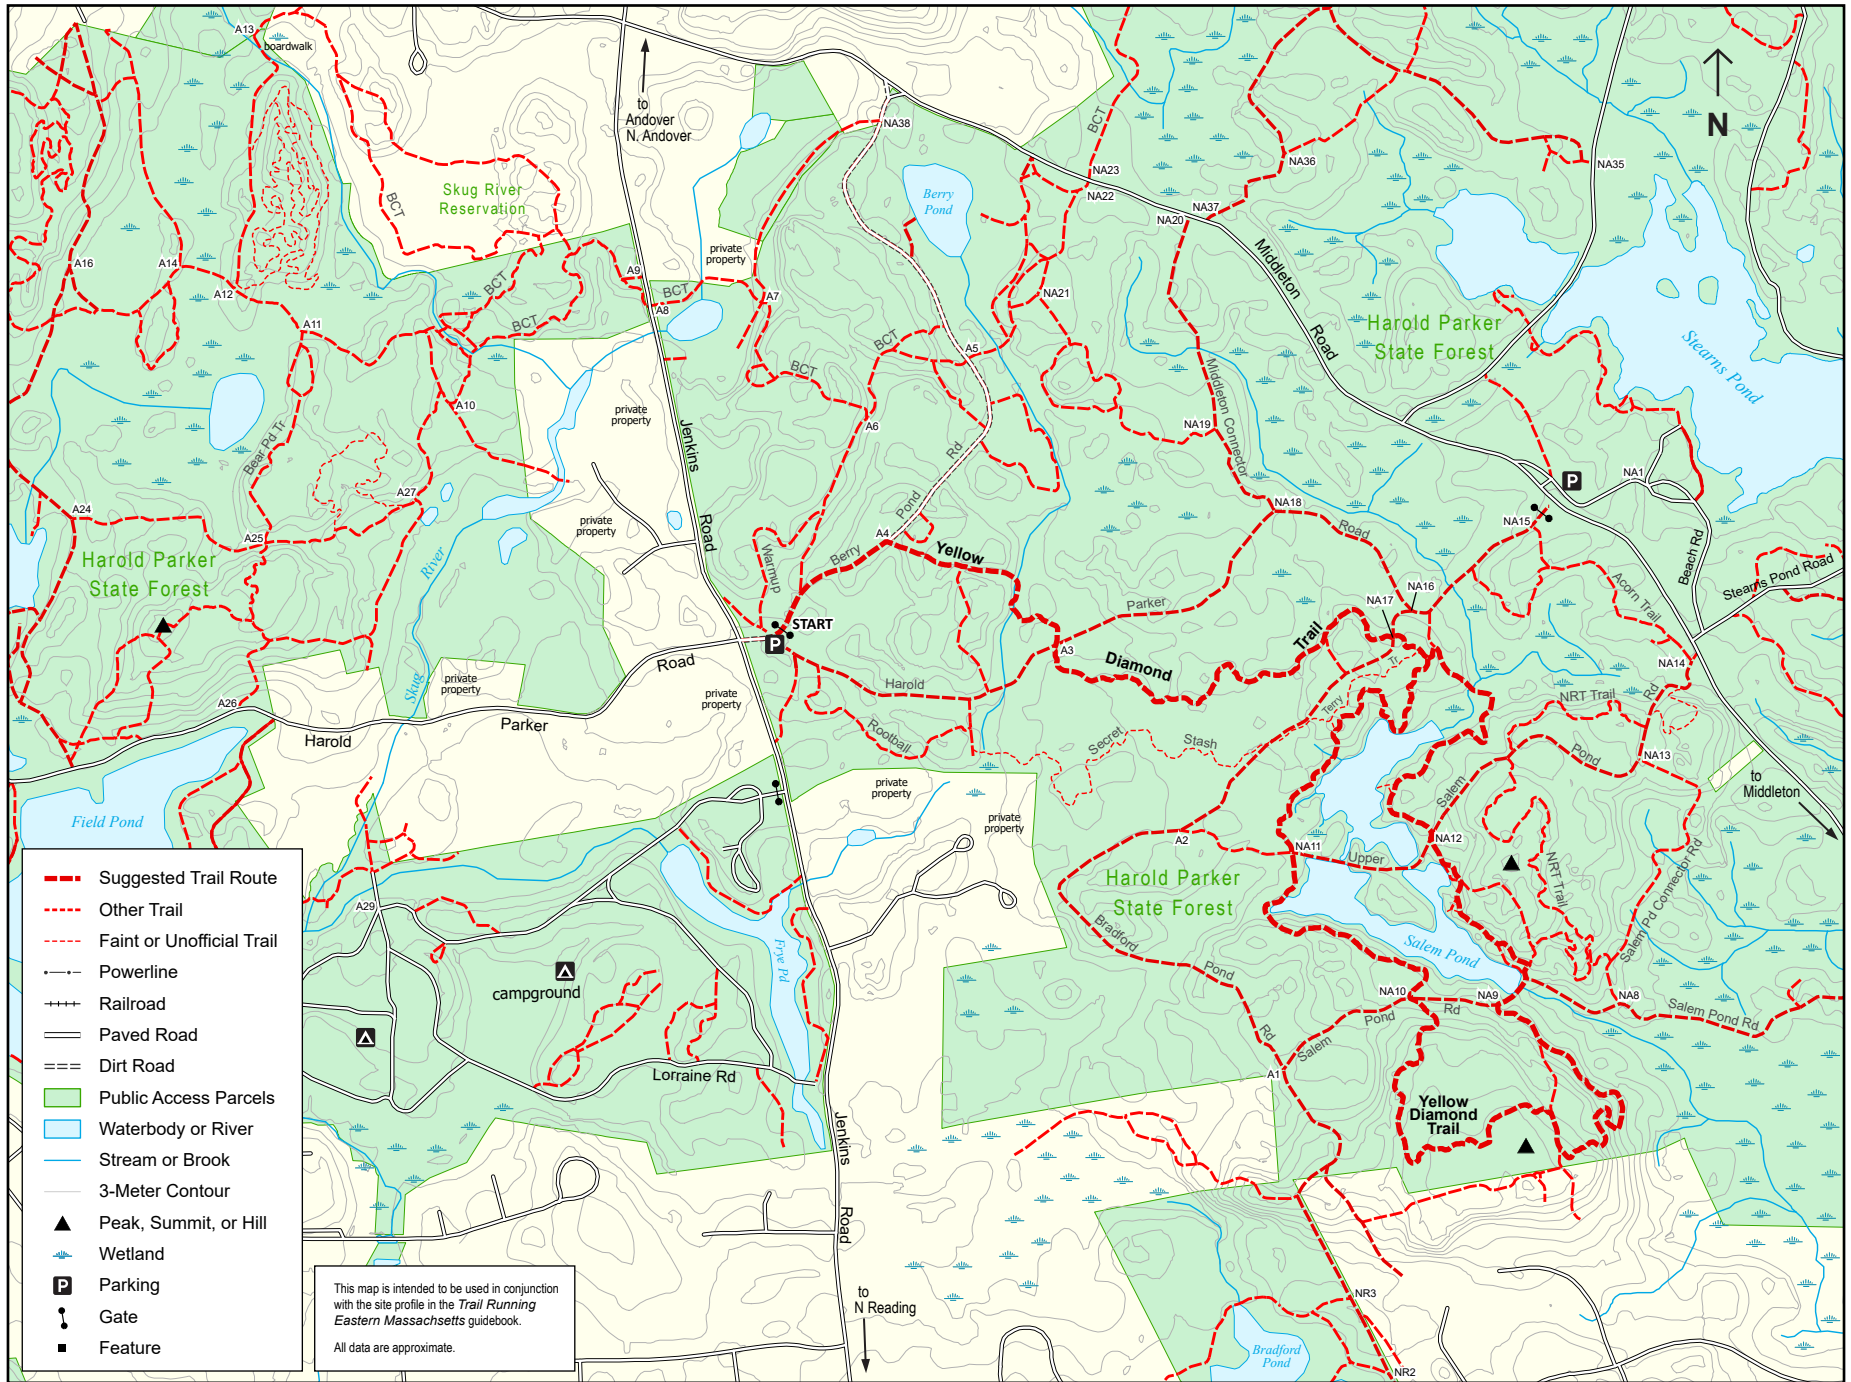 A13
boardwalk
to
Andover
N. Andover
N
NA38
BCT
NA23
NA22
NA36
NA35
NA37
NA20
Skug River
Reservation
BCT
Berry
Pond
private
property
Middleton
Road
A16
A14
A12
A11
BCT
BCT
A9
A8
BCT
A7
NA21
Harold Parker
State Forest
Stearns Pond
A5
BCT
BCT
A6
A10
private
property
Jenkins
Road
Middleton Connector
NA19
Bear Pd Tr
A27
A24
A25
private
property
Pond
Rd
A4
Berry
Yellow
NA18
Road
NA15
P
NA1
Beach Rd
Stearns Pond Road
Acorn Trail
Harold Parker
State Forest
River
Skug
Warmup
START
P
Parker
NA16
NA17
Trail
A3
Diamond
Tr
Terry
NA14
NRT Trail
Rd
Road
Harold
private
property
private
property
Rootball
Secret
Stash
Pond
NA13
A26
Harold
Parker
to
Middleton
Field Pond
private
property
private
property
Salem
A2
NA11
Upper
NA12
NRT Trail
Salem Pd Connector Rd
Harold Parker
State Forest
Bradford
Pond
Rd
Salem Pond
A29
Frye Pd
campground
NA10
NA9
Rd
Pond
Salem
NA8
Salem Pond Rd
Lorraine Rd
A1
Yellow
Diamond
Trail
Jenkins
Road
to
N Reading
NR3
Bradford
Pond
NR2
Suggested Trail Route
Other Trail
Faint or Unofficial Trail
Powerline
Railroad
Paved Road
Dirt Road
Public Access Parcels
Waterbody or River
Stream or Brook
3-Meter Contour
Peak, Summit, or Hill
Wetland
P Parking
Gate
Feature
This map is intended to be used in conjunction
with the site profile in the Trail Running
Eastern Massachsetts guidebook.
All data are approximate.